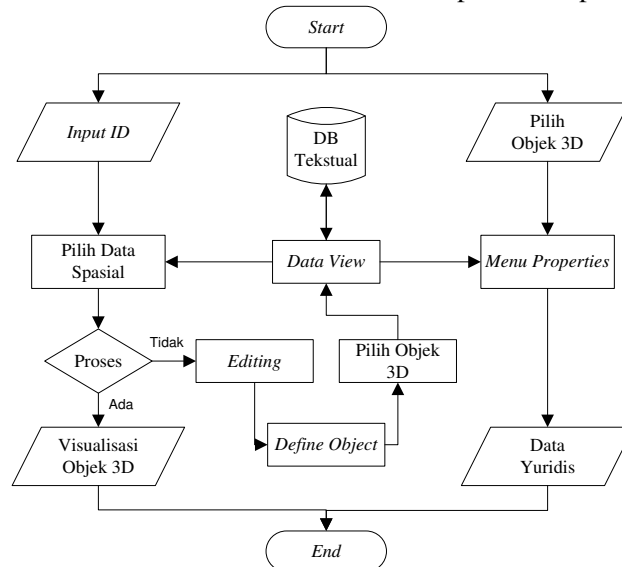 Start
Input ID
DB
Tekstual
Pilih
Objek 3D
Pilih Data
Spasial
Data View
Menu Properties
Proses
Tidak
Editing
Pilih Objek
3D
Ada
Define Object
Visualisasi
Objek 3D
Data
Yuridis
End